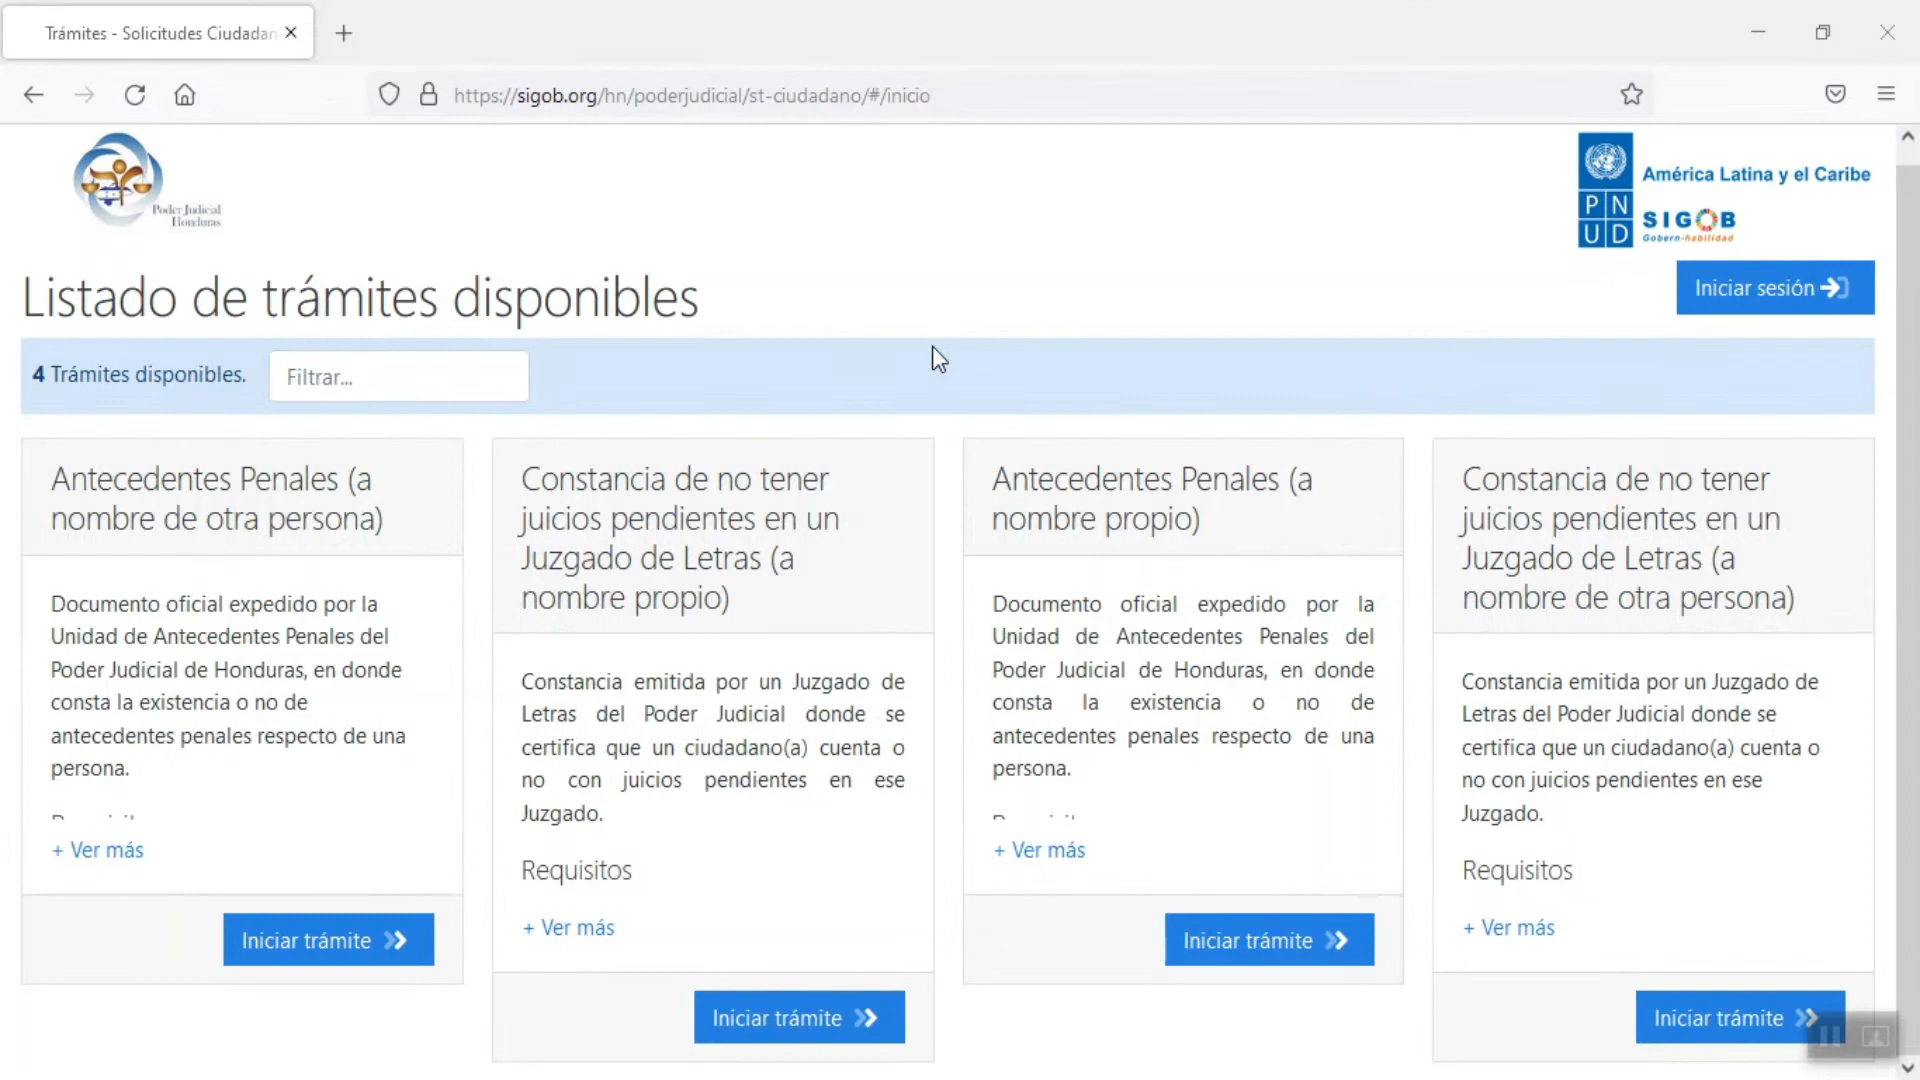 Trámites - Solicitudes Ciudadan
https://sigob.org/hn/poderjudicial/st-ciudadano/#/inicio
Poder Judicial
Honduras
PN
UD
América Latina y el Caribe
SIGOB
Gobern-habilidad
Listado de trámites disponibles
Iniciar sesión
4 Trámites disponibles.
Filtrar...
Antecedentes Penales (a
nombre de otra persona)
Documento oficial expedido por la
Unidad de Antecedentes Penales del
Poder Judicial de Honduras, en donde
consta la existencia o no de
antecedentes penales respecto de una
persona.
+ Ver más
Iniciar trámite
Constancia de no tener
juicios pendientes en un
Juzgado de Letras (a
nombre propio)
Constancia emitida por un Juzgado de
Letras del Poder Judicial donde se
certifica que un ciudadano(a) cuenta o
no con juicios pendientes en ese
Juzgado.
Requisitos
+ Ver más
Iniciar trámite
Antecedentes Penales (a
nombre propio)
Documento oficial expedido por la
Unidad de Antecedentes Penales del
Poder Judicial de Honduras, en donde
consta la existencia o no de
antecedentes penales respecto de una
persona.
+ Ver más
Iniciar trámite
Constancia de no tener
juicios pendientes en un
Juzgado de Letras (a
nombre de otra persona)
Constancia emitida por un Juzgado de
Letras del Poder Judicial donde se
certifica que un ciudadano(a) cuenta o
no con juicios pendientes en ese
Juzgado.
Requisitos
+ Ver más
Iniciar trámite